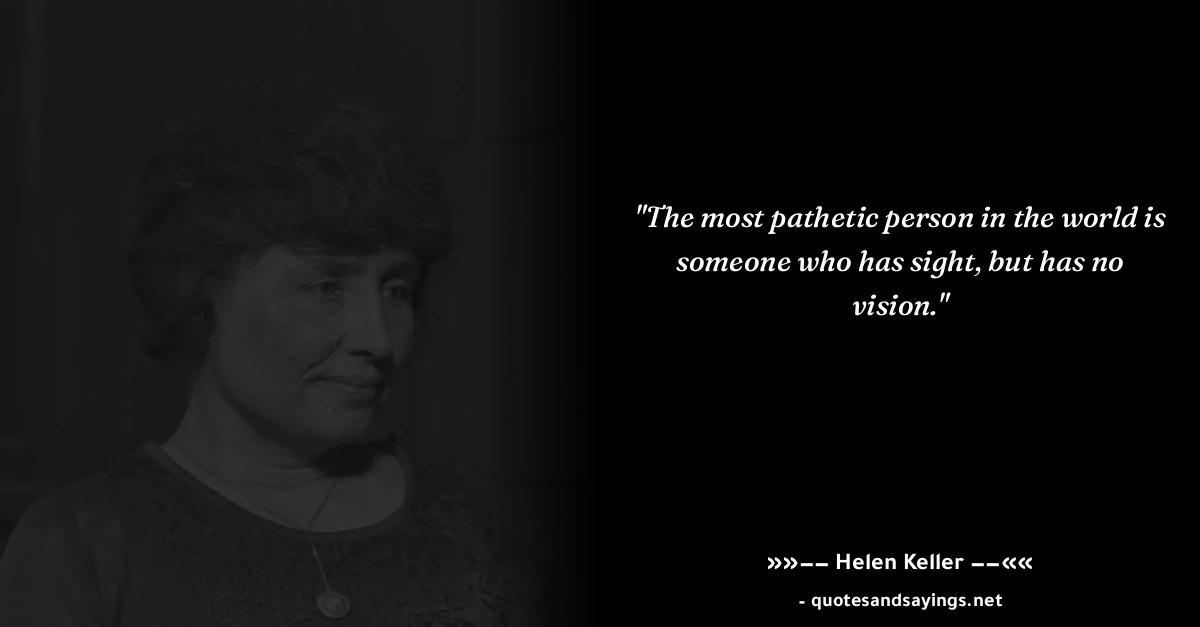 "The most pathetic person in the world is
someone who has sight, but has no
vision."
»»−− Helen Keller −−««
- quotesandsayings.net